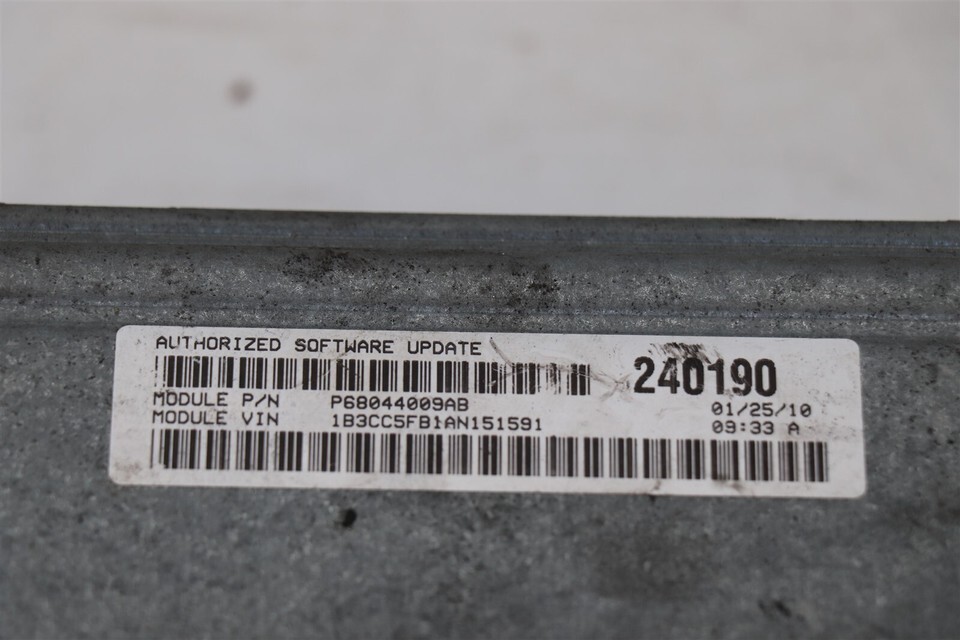 AUTHORIZED SOFTWARE UPDATE
240190
MODULE P/N P68044009AB 01/25/10
MODULE VIN 1B3CC5FB1AN151591 09:33 A